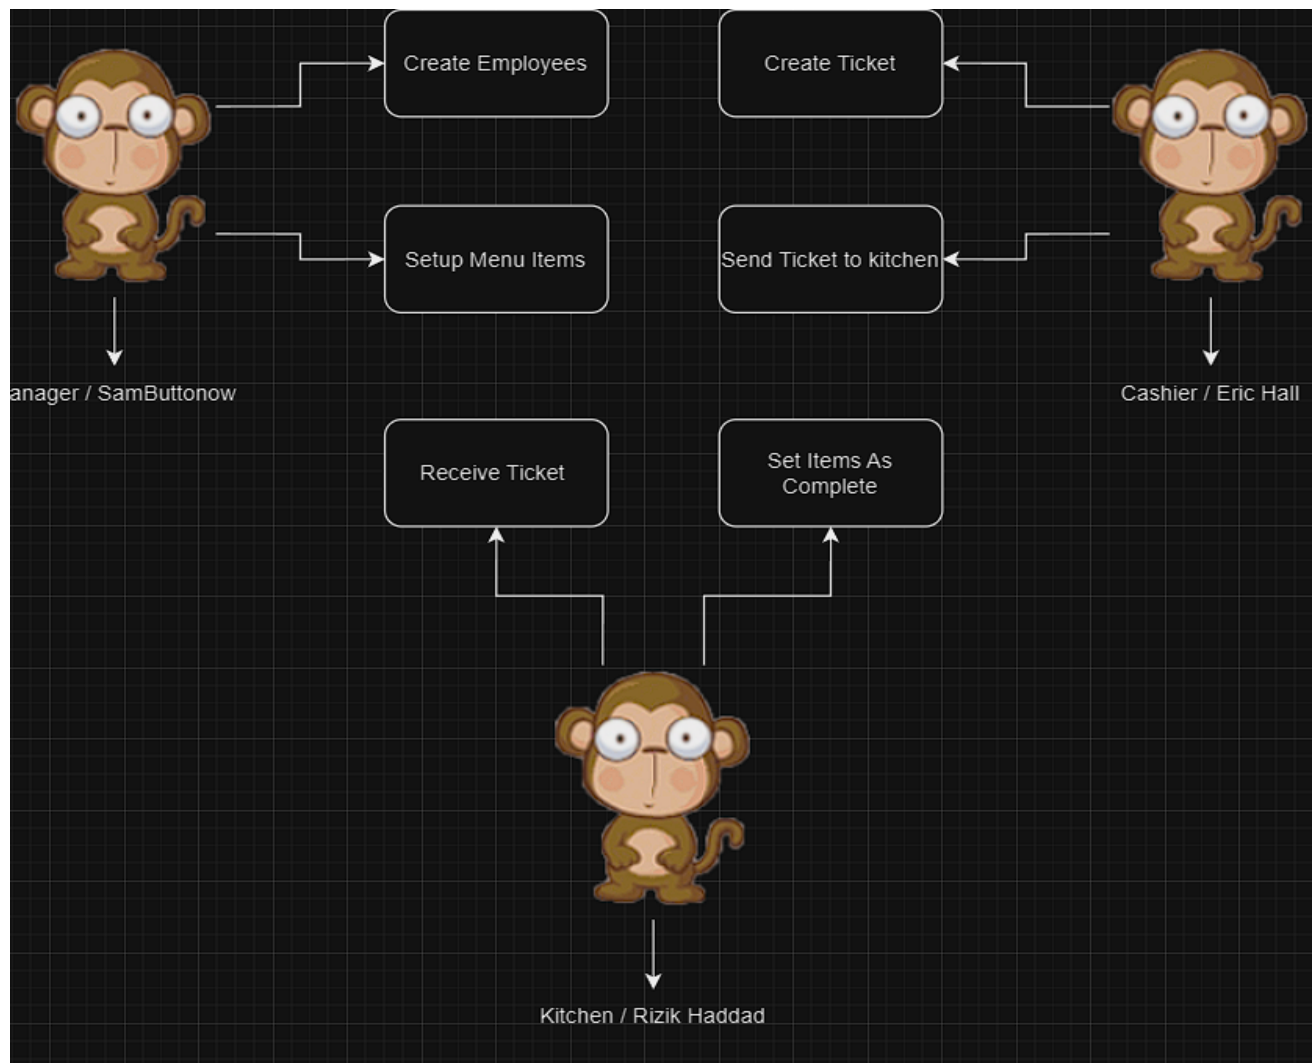 Create Employees
Create Ticket
Setup Menu Items
Send Ticket to kitchen
anager / SamButtonow
Cashier / Eric Hall
Receive Ticket
Set Items As
Complete
Kitchen / Rizik Haddad